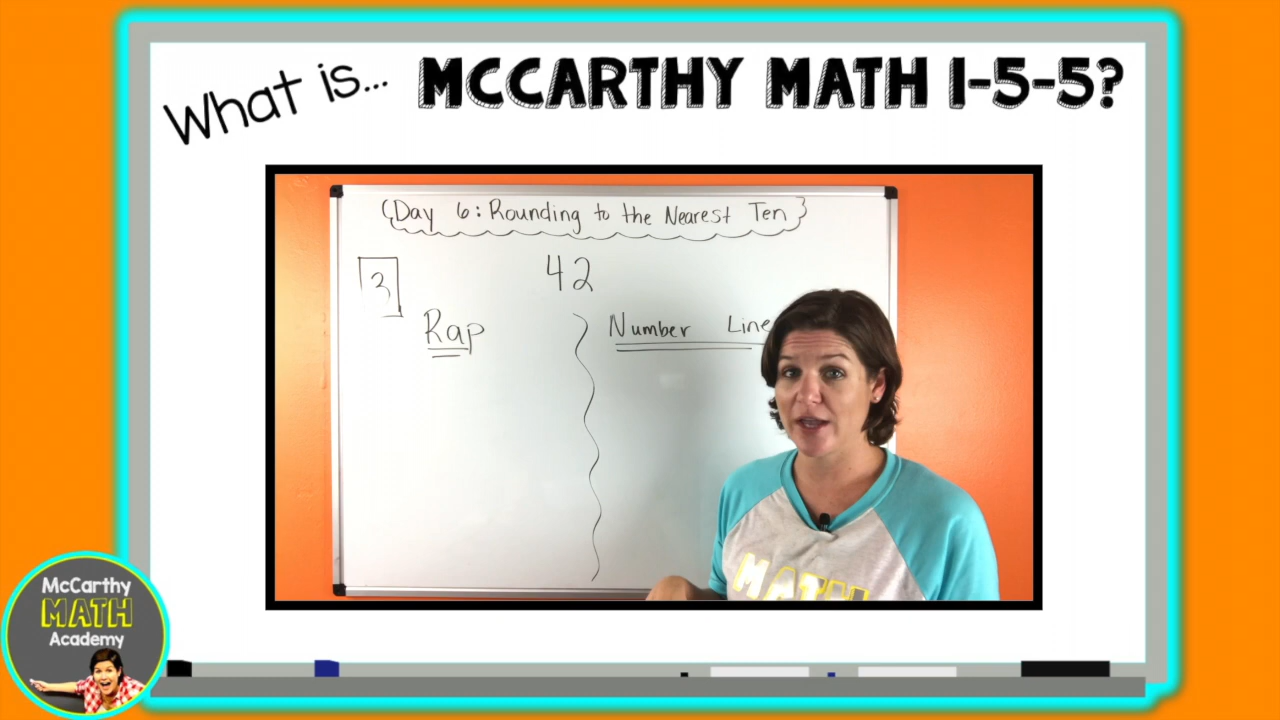 What is... MCCARTHY MATH 1-5-5?
Day 6: Rounding to the Nearest Ten
3
42
Rap
Number Line
MATH
McCarthy
MATH
Academy